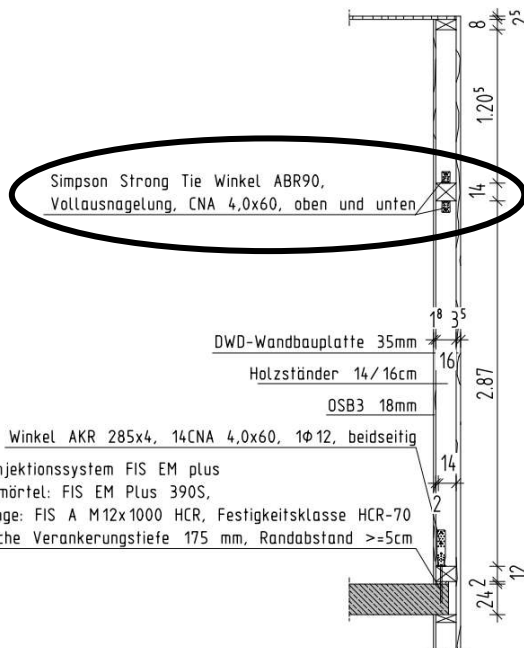 8
2⁵
1.20⁵
Simpson Strong Tie Winkel ABR90,
Vollausnagelung, CNA 4,0x60, oben und unten
14
1⁸ 3⁵
DWD-Wandbauplatte 35mm
16
Holzständer 14/16cm
2.87
OSB3 18mm
Winkel AKR 285x4, 14CNA 4,0x60, 1Φ12, beidseitig
14
njektionssystem FIS EM plus
mörtel: FIS EM Plus 390S,
2
nge: FIS A M12x1000 HCR, Festigkeitsklasse HCR-70
che Verankerungstiefe 175 mm, Randabstand >=5cm
12
2
24